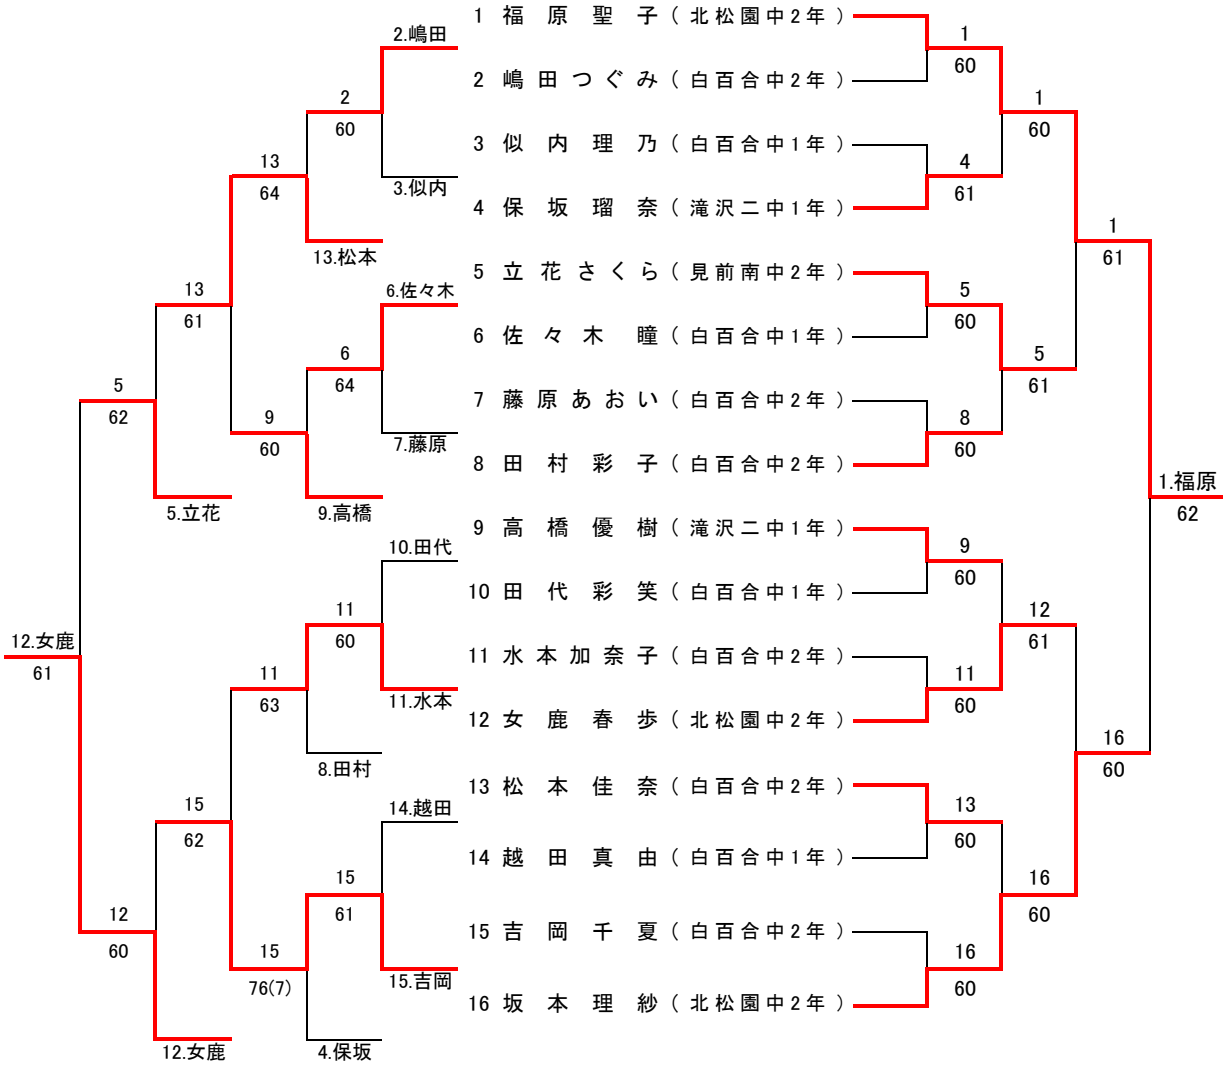 1 福原聖子(北松園中2年)
2 嶋田つぐみ(白百合中2年)
3 似内理乃(白百合中1年)
4 保坂瑠奈(滝沢二中1年)
5 立花さくら(見前南中2年)
6 佐々木瞳(白百合中1年)
7 藤原あおい(白百合中2年)
8 田村彩子(白百合中2年)
9 高橋優樹(滝沢二中1年)
10 田代彩笑(白百合中1年)
11 水本加奈子(白百合中2年)
12 女鹿春歩(北松園中2年)
13 松本佳奈(白百合中2年)
14 越田真由(白百合中1年)
15 吉岡千夏(白百合中2年)
16 坂本理紗(北松園中2年)
1
60
4
61
5
60
8
60
9
60
11
60
13
60
16
60
1
60
5
61
12
61
16
60
1
61
16
60
1.福原
62
2.嶋田
3.似内
6.佐々木
7.藤原
10.田代
11.水本
14.越田
15.吉岡
2
60
13.松本
6
64
9.高橋
11
60
8.田村
15
61
4.保坂
13
64
9
60
11
63
15
76(7)
13
61
5.立花
15
62
12.女鹿
5
62
12
60
12.女鹿
61